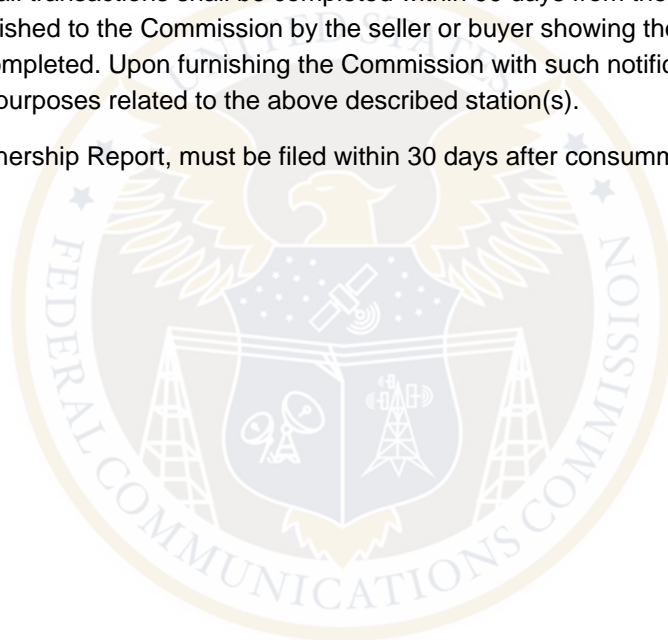 all transactions shall be completed within days from the
ished to the Commission by the seller or buyer showing the
ompleted. Upon furnishing the Commission with such notific
purposes related to the above described station(s).
nership Report, must be filed within 30 days after consumm
UNITED STATES
FEDERAL COMMUNICATIONS COMMISSION